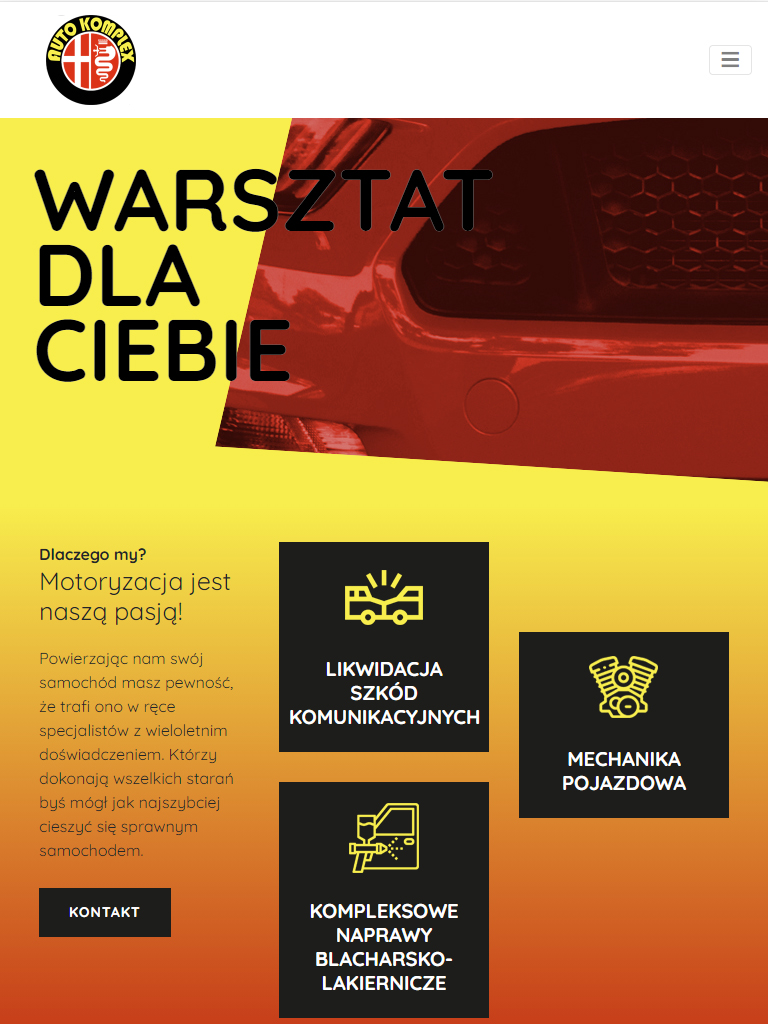 AUTO KOMPLEX
WARSZTAT
DLA
CIEBIE
Dlaczego my?
Motoryzacja jest
naszą pasją!
Powierzając nam swój
samochód masz pewność,
że trafi ono w ręce
specjalistów z wieloletnim
doświadczeniem. Którzy
dokonają wszelkich starań
byś mógł jak najszybciej
cieszyć się sprawnym
samochodem.
KONTAKT
LIKWIDACJA
SZKÓD
KOMUNIKACYJNYCH
KOMPLEKSOWE
NAPRAWY
BLACHARSKO-
LAKIERNICZE
MECHANIKA
POJAZDOWA